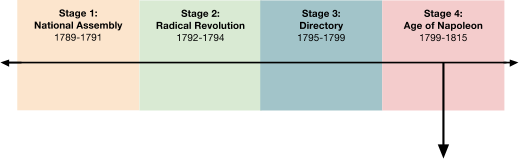 Stage 1:
National Assembly
1789-1791
Stage 2:
Radical Revolution
1792-1794
Stage 3:
Directory
1795-1799
Stage 4:
Age of Napoleon
1799-1815